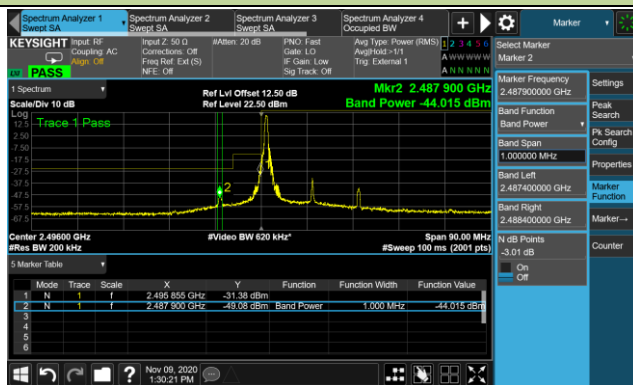 Spectrum Analyzer 1
Swept SA
Spectrum Analyzer 2
Swept SA
Spectrum Analyzer 3
Swept SA
Spectrum Analyzer 4
Occupied BW
Marker
KEYSIGHT
Input: RF
Coupling: AC
Align: Off
Input Z: 50 Ω
Corrections: Off
Freq Ref: Ext (S)
NFE: Off
#Atten: 20 dB
PNO: Fast
Gate: LO
IF Gain: Low
Sig Track: Off
Avg Type: Power (RMS)
Avg|Hold:>1/1
Trig: External 1
1 2 3 4 5 6
A W W W W W
A N N N N N
PASS
1 Spectrum
Scale/Div 10 dB
Ref Lvl Offset 12.50 dB
Ref Level 22.50 dBm
Mkr2 2.487 900 GHz
Band Power -44.015 dBm
Log
Trace 1 Pass
12.5
2.50
-7.50
-17.5
-27.5
-37.5
-47.5
-57.5
-67.5
2
Center 2.49600 GHz
#Res BW 200 kHz
#Video BW 620 kHz*
Span 90.00 MHz
#Sweep 100 ms (2001 pts)
5 Marker Table
Mode Trace Scale X Y Function Function Width Function Value
1 N 1 f 2.495 855 GHz -31.38 dBm
2 N 1 f 2.487 900 GHz -49.08 dBm Band Power 1.000 MHz -44.015 dBm
3
4
5
6
Nov 09, 2020
1:30:21 PM
Select Marker
Marker 2
Marker Frequency
2.487900000 GHz
Band Function
Band Power
Band Span
1.000000 MHz
Band Left
2.487400000 GHz
Band Right
2.488400000 GHz
N dB Points
-3.01 dB
On
Off
Settings
Peak
Search
Pk Search
Config
Properties
Marker
Function
Marker→
Counter